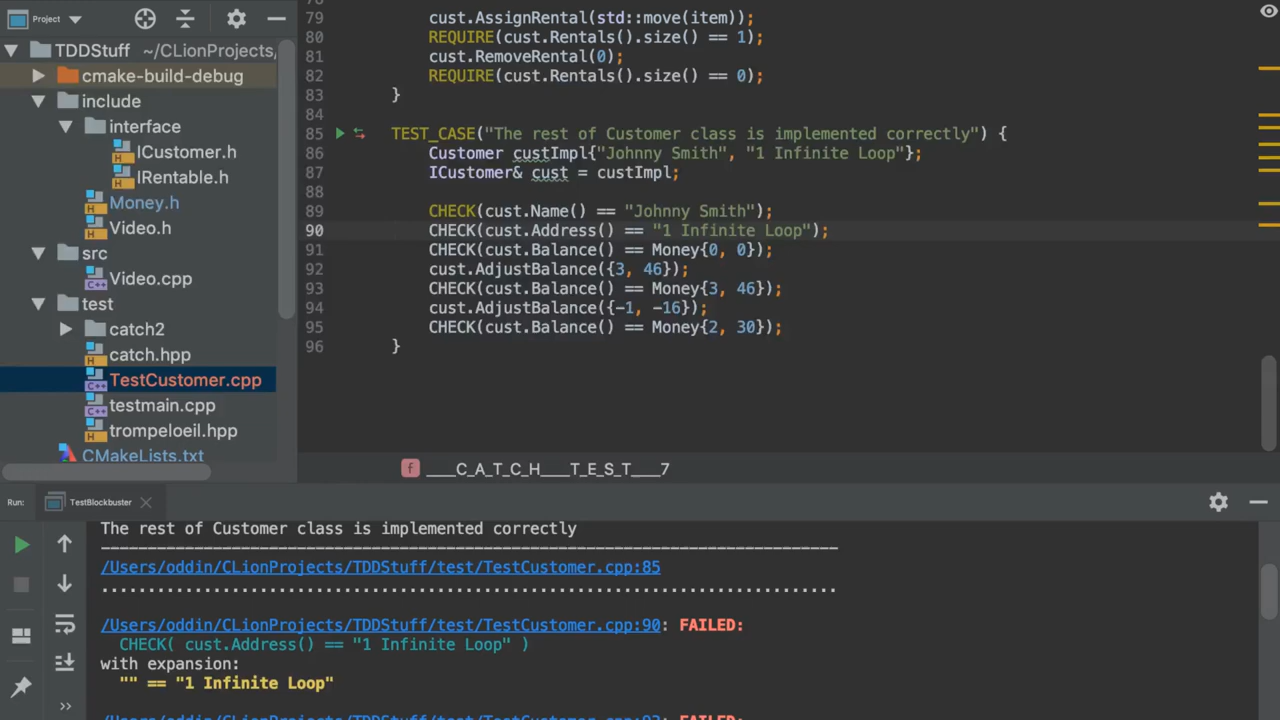 Project
TDDStuff ~/CLionProjects/
cmake-build-debug
include
interface
ICustomer.h
IRentable.h
Money.h
Video.h
src
Video.cpp
test
catch2
catch.hpp
TestCustomer.cpp
testmain.cpp
trompeloeil.hpp
CMakeLists.txt
79 cust.AssignRental(std::move(item));
80 REQUIRE(cust.Rentals().size() == 1);
81 cust.RemoveRental(0);
82 REQUIRE(cust.Rentals().size() == 0);
83 }
84
85 TEST_CASE("The rest of Customer class is implemented correctly") {
86 Customer custImpl{"Johnny Smith", "1 Infinite Loop"};
87 ICustomer& cust = custImpl;
88
89 CHECK(cust.Name() == "Johnny Smith");
90 CHECK(cust.Address() == "1 Infinite Loop");
91 CHECK(cust.Balance() == Money{0, 0});
92 cust.AdjustBalance({3, 46});
93 CHECK(cust.Balance() == Money{3, 46});
94 cust.AdjustBalance({-1, -16});
95 CHECK(cust.Balance() == Money{2, 30});
96 }
f ____C_A_T_C_H____T_E_S_T____7
Run: TestBlockbuster
The rest of Customer class is implemented correctly
/Users/oddin/CLionProjects/TDDStuff/test/TestCustomer.cpp:85
/Users/oddin/CLionProjects/TDDStuff/test/TestCustomer.cpp:90: FAILED:
CHECK( cust.Address() == "1 Infinite Loop" )
with expansion:
"" == "1 Infinite Loop"